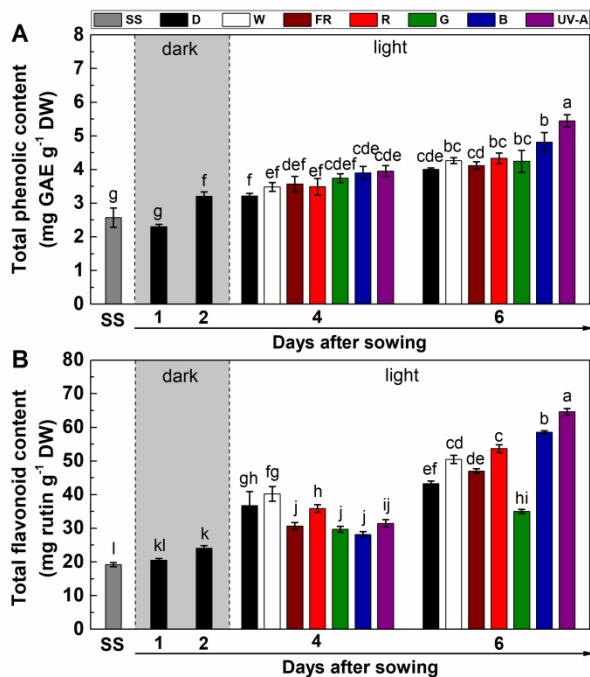 SS D W FR R G B UV-A
A
dark light
Total phenolic content
(mg GAE g-1 DW)
8
7
6
5
4
3
2
1
0
g g f f ef def ef cdef cde cde cde bc cd bc bc b a
SS 1 2 4 6
Days after sowing
B
dark light
Total flavonoid content
(mg rutin g-1 DW)
80
70
60
50
40
30
20
10
0
l kl k gh fg j h j j ij ef cd de c hi b a
SS 1 2 4 6
Days after sowing